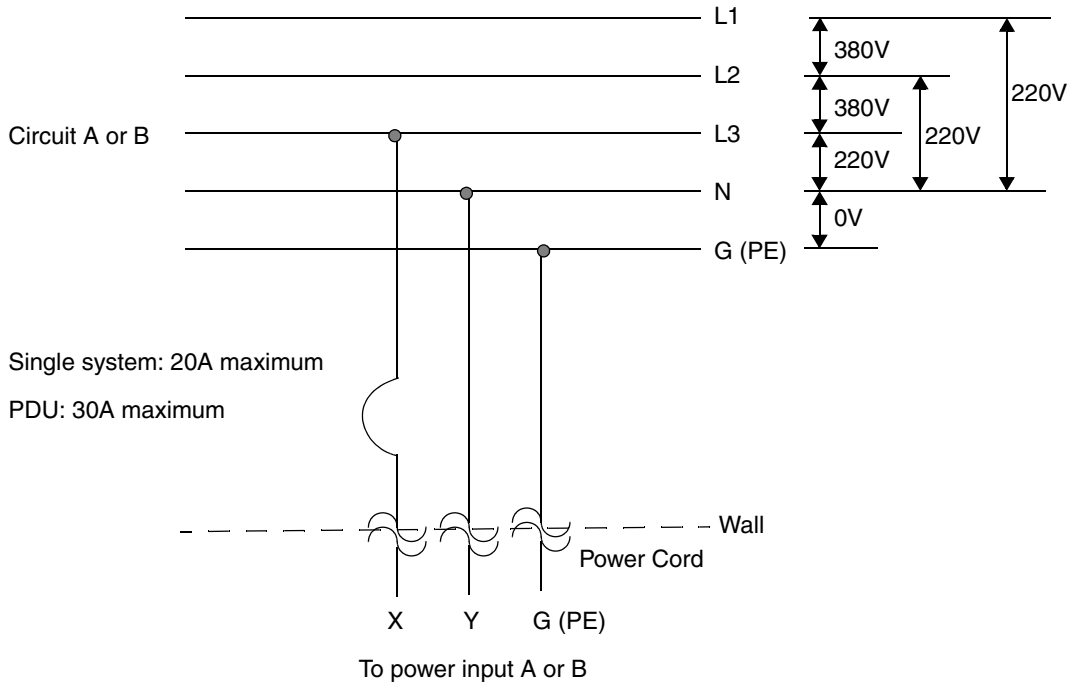 L1
380V
L2
220V
Circuit A or B
L3
380V
220V
220V
N
0V
G (PE)
Single system: 20A maximum
PDU: 30A maximum
Wall
Power Cord
X Y G (PE)
To power input A or B